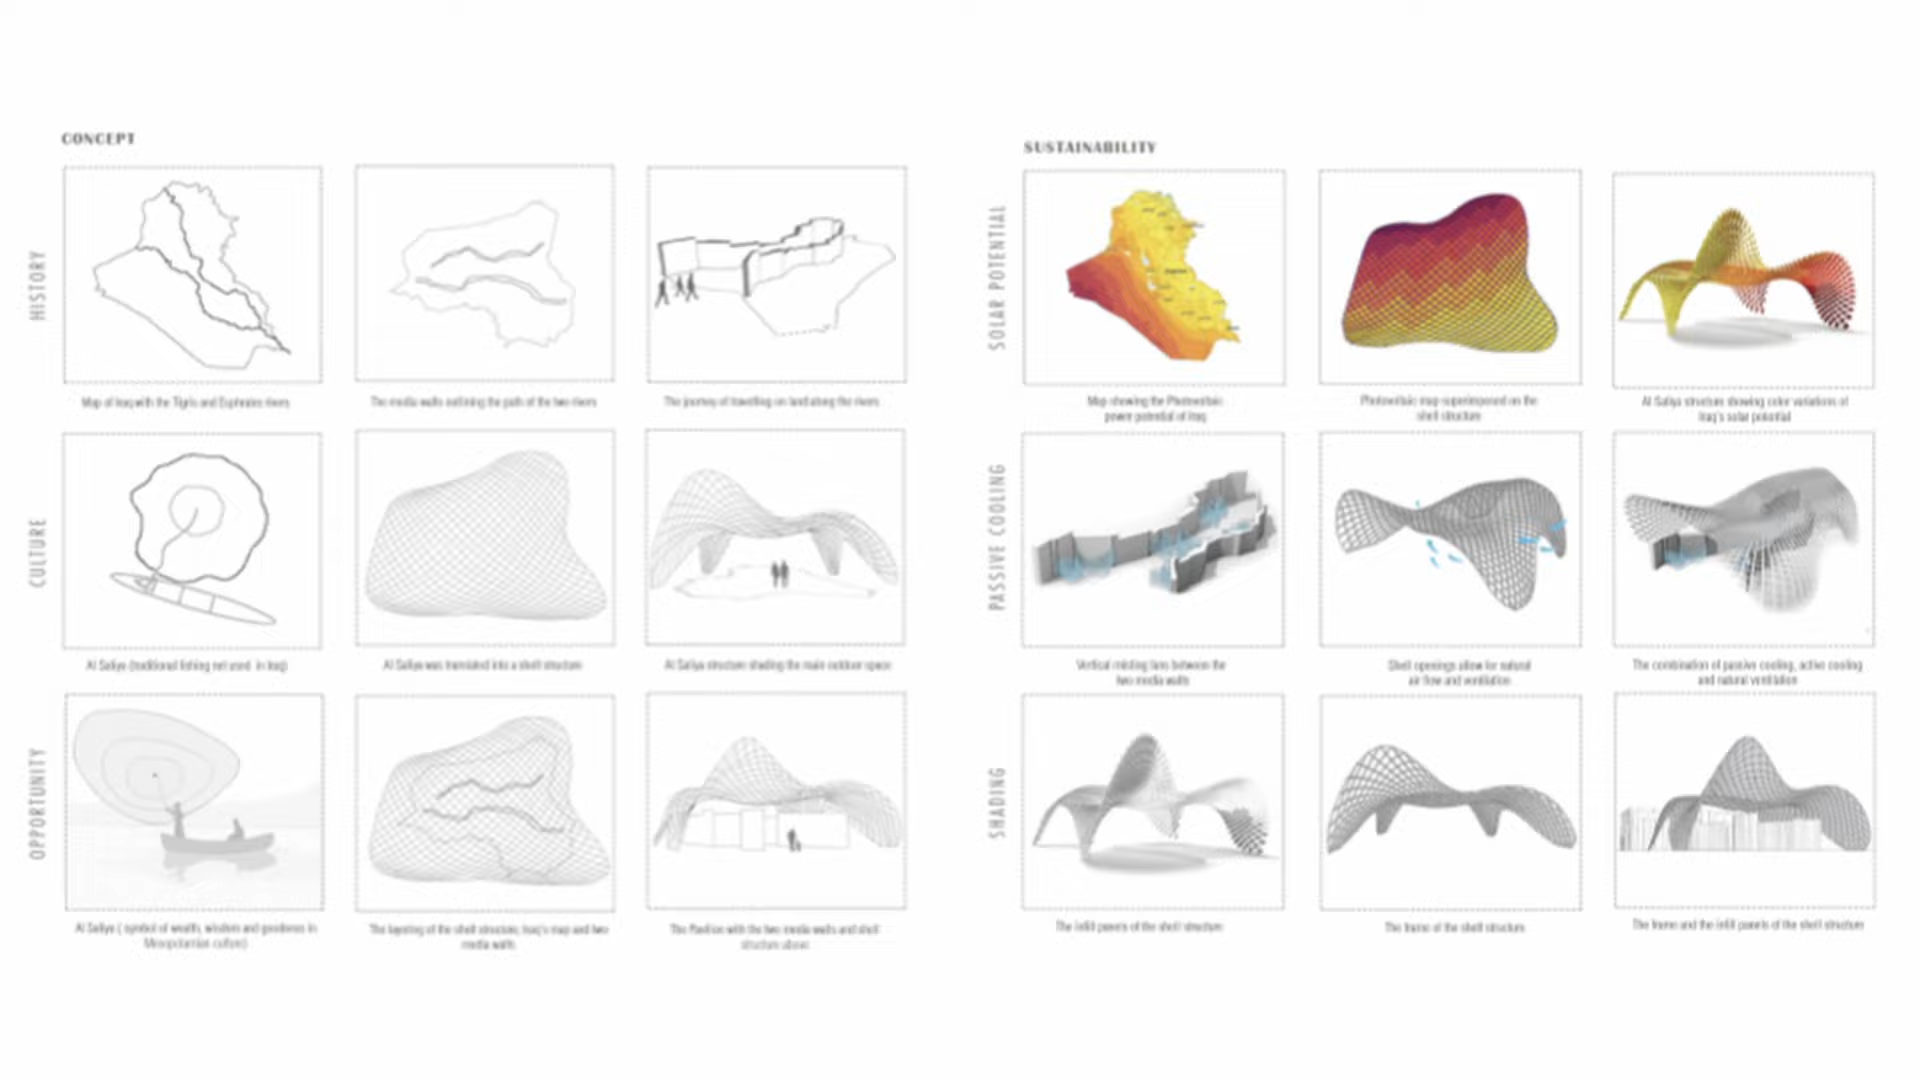 CONCEPT
HISTORY
Map of Iraq with the Tigris and Euphrates rivers
The media walls outlining the path of the two rivers
The journey of travelling on land along the rivers
CULTURE
Al Saliya (traditional fishing net used in Iraq)
Al Saliya was translated into a shell structure
Al Saliya structure shading the main outdoor space
OPPORTUNITY
Al Saliya ( symbol of wealth, wisdom and goodness in
Mesopotamian culture)
The layering of the shell structure, Iraq's map and two
media walls
The Pavilion with the two media walls and shell
structure above
SUSTAINABILITY
SOLAR POTENTIAL
Map showing the Photovoltaic
power potential of Iraq
Photovoltaic map superimposed on the
shell structure
Al Saliya structure showing color variations of
Iraq's solar potential
PASSIVE COOLING
Vertical misting fans between the
two media walls
Shell openings allow for natural
air flow and ventilation
The combination of passive cooling, active cooling
and natural ventilation
SHADING
The infill panels of the shell structure
The frame of the shell structure
The frame and the infill panels of the shell structure